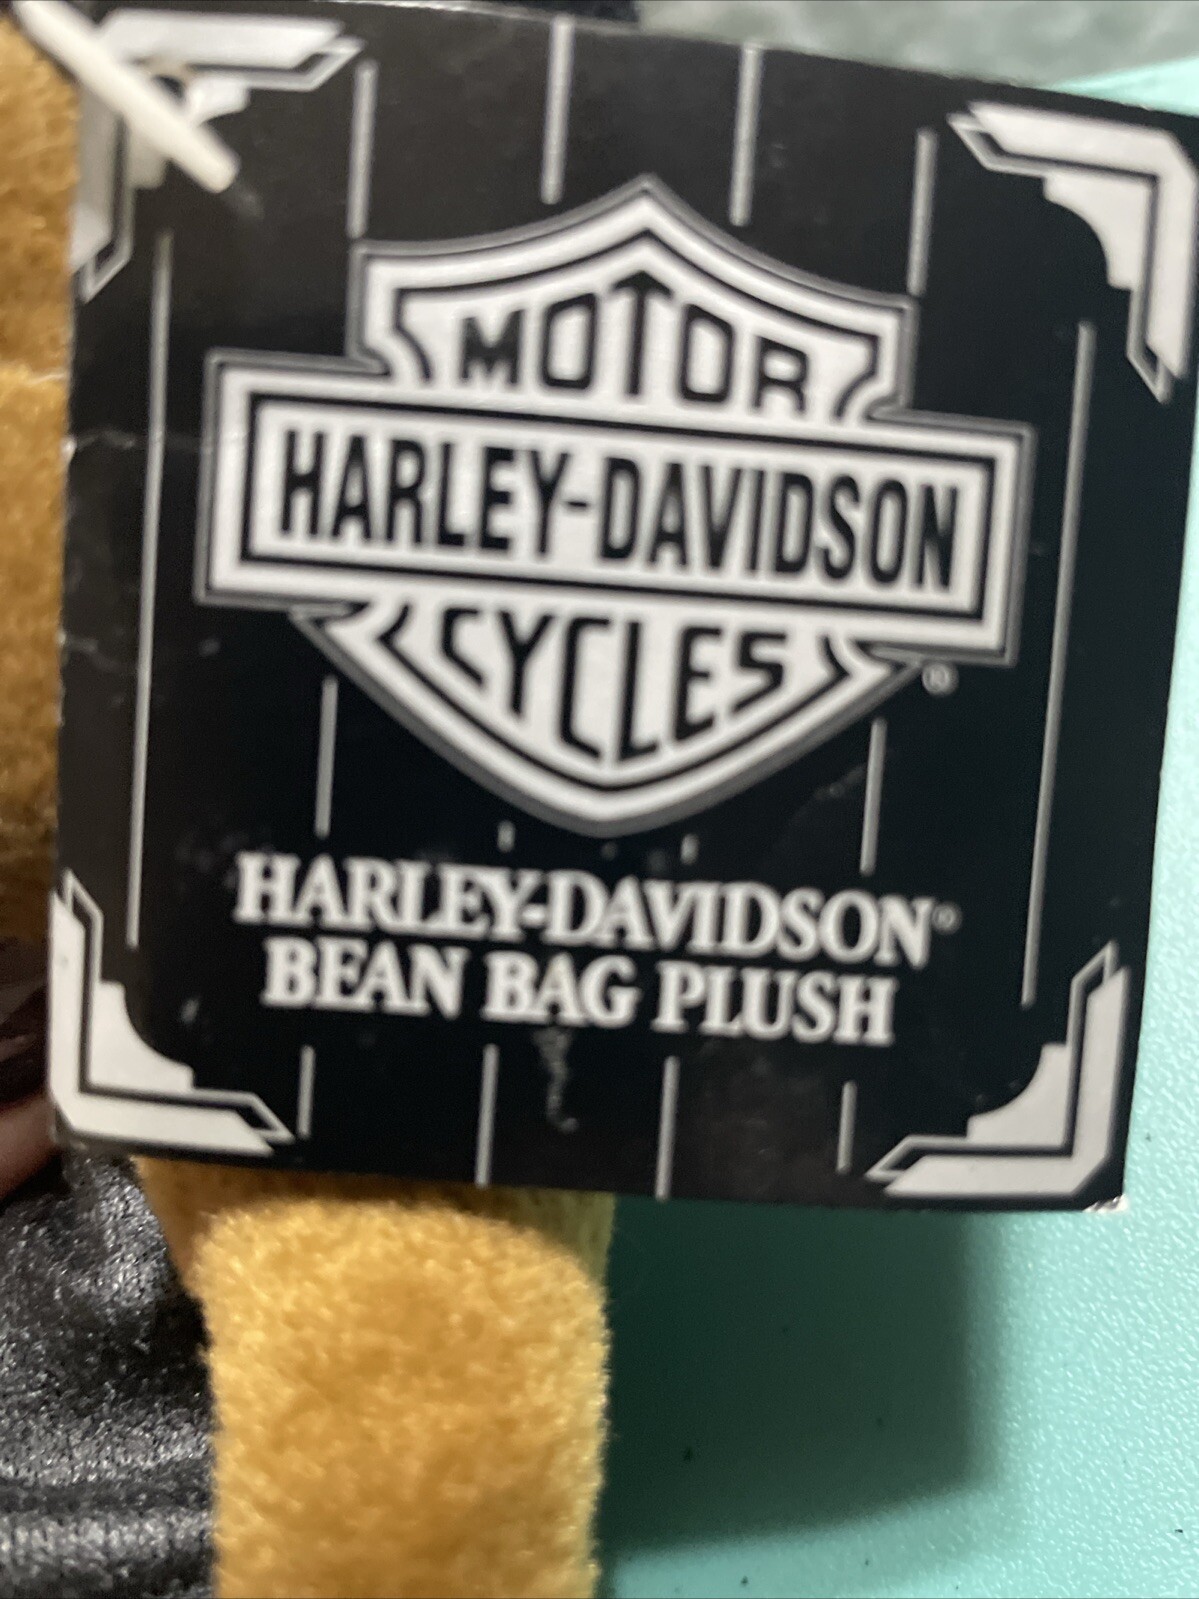 MOTOR
HARLEY-DAVIDSON
CYCLES
®
HARLEY-DAVIDSON®
BEAN BAG PLUSH